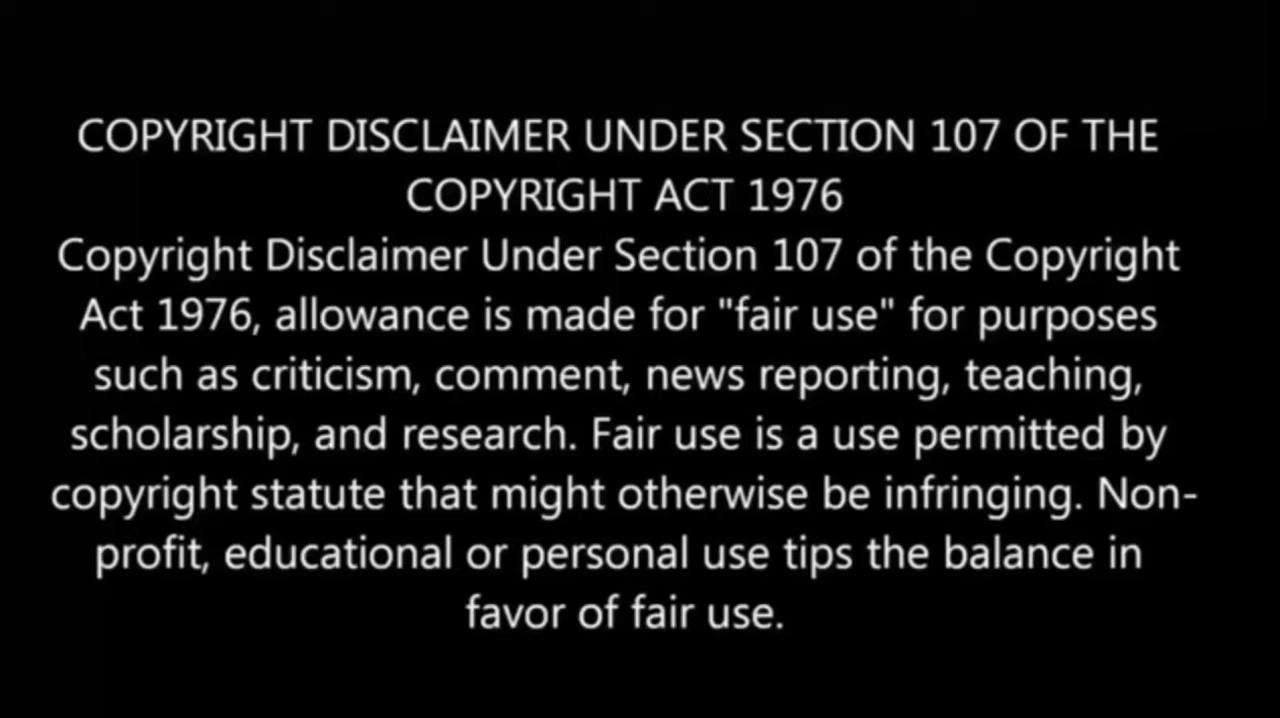 COPYRIGHT DISCLAIMER UNDER SECTION 107 OF THE
COPYRIGHT ACT 1976
Copyright Disclaimer Under Section 107 of the Copyright
Act 1976, allowance is made for "fair use" for purposes
such as criticism, comment, news reporting, teaching,
scholarship, and research. Fair use is a use permitted by
copyright statute that might otherwise be infringing. Non-
profit, educational or personal use tips the balance in
favor of fair use.